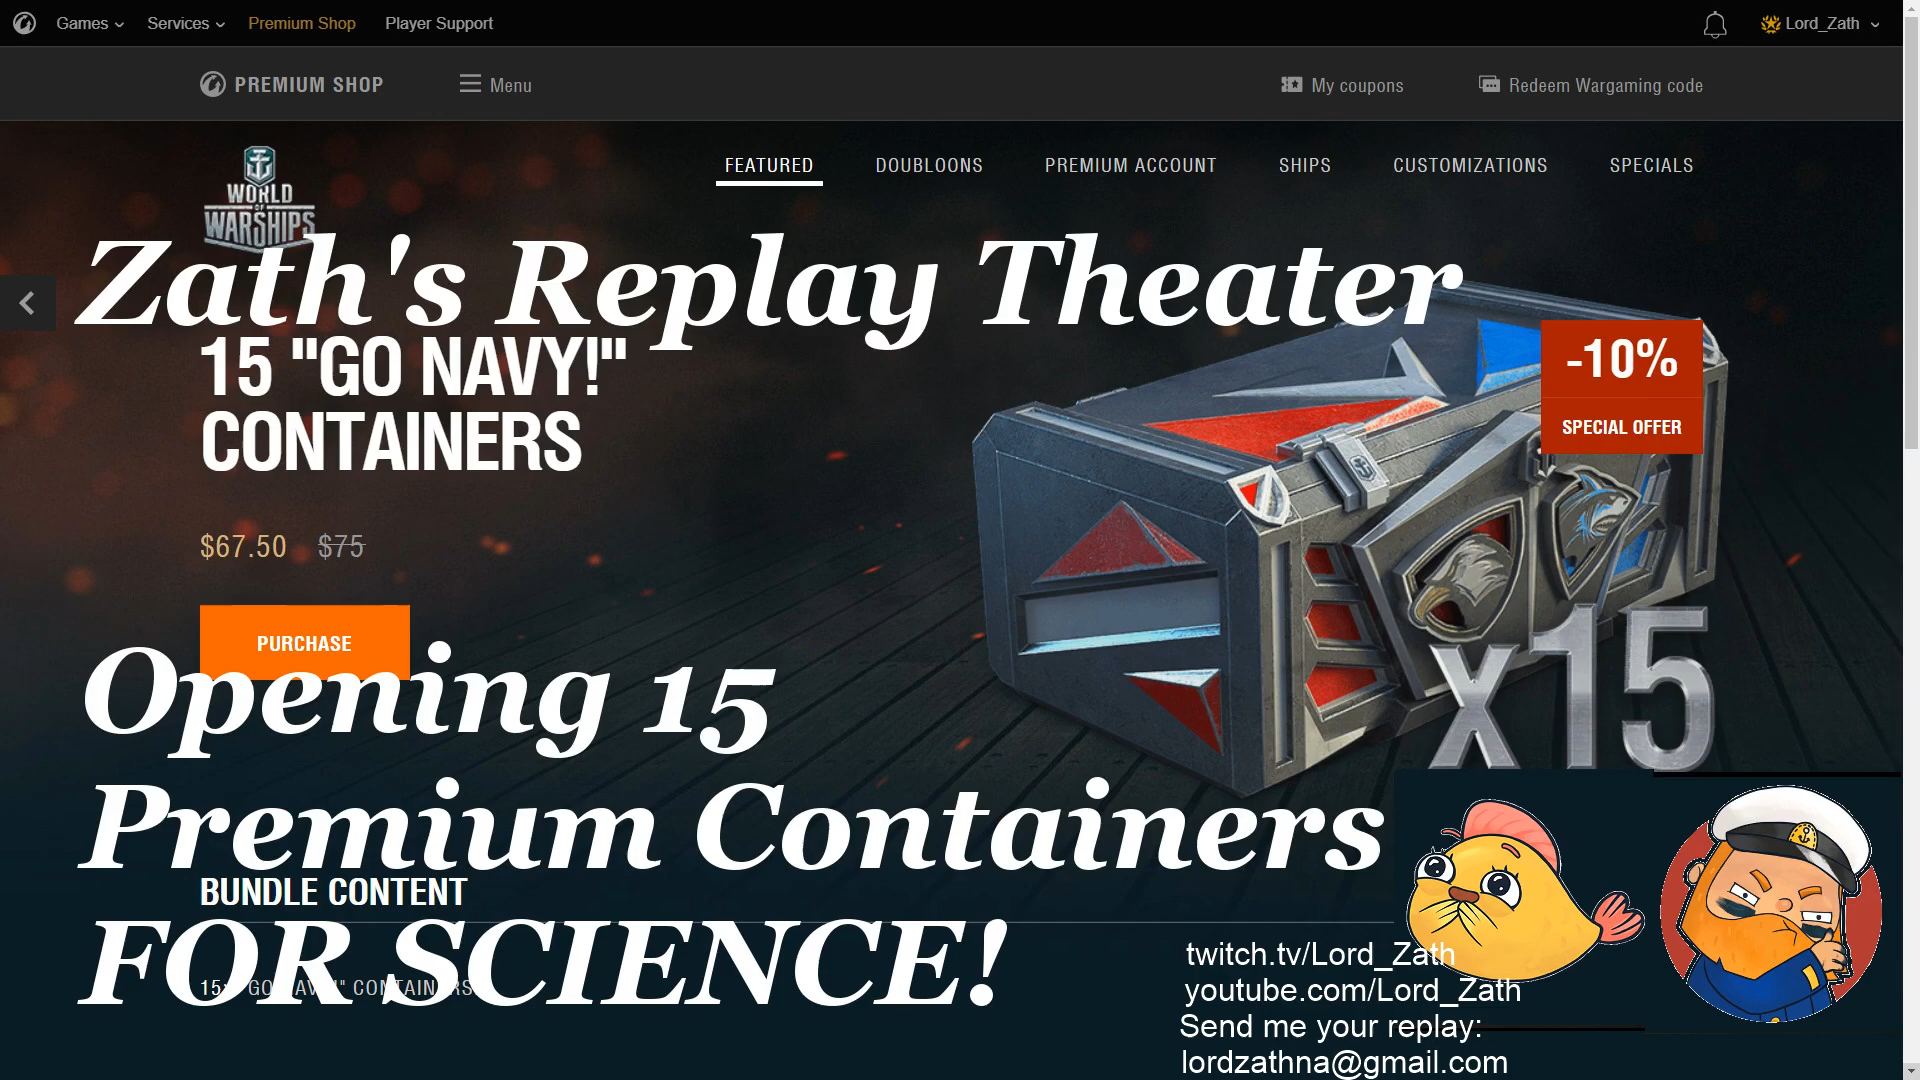 Games
Services
Premium Shop
Player Support
Lord_Zath
PREMIUM SHOP
Menu
My coupons
Redeem Wargaming code
FEATURED
DOUBLOONS
PREMIUM ACCOUNT
SHIPS
CUSTOMIZATIONS
SPECIALS
WORLD
OF
WARSHIPS
Zath's Replay Theater
15 "GO NAVY!"
CONTAINERS
-10%
SPECIAL OFFER
$67.50 $75
PURCHASE
x15
Opening 15
Premium Containers
FOR SCIENCE!
BUNDLE CONTENT
twitch.tv/Lord_Zath
youtube.com/Lord_Zath
Send me your replay:
lordzathna@gmail.com